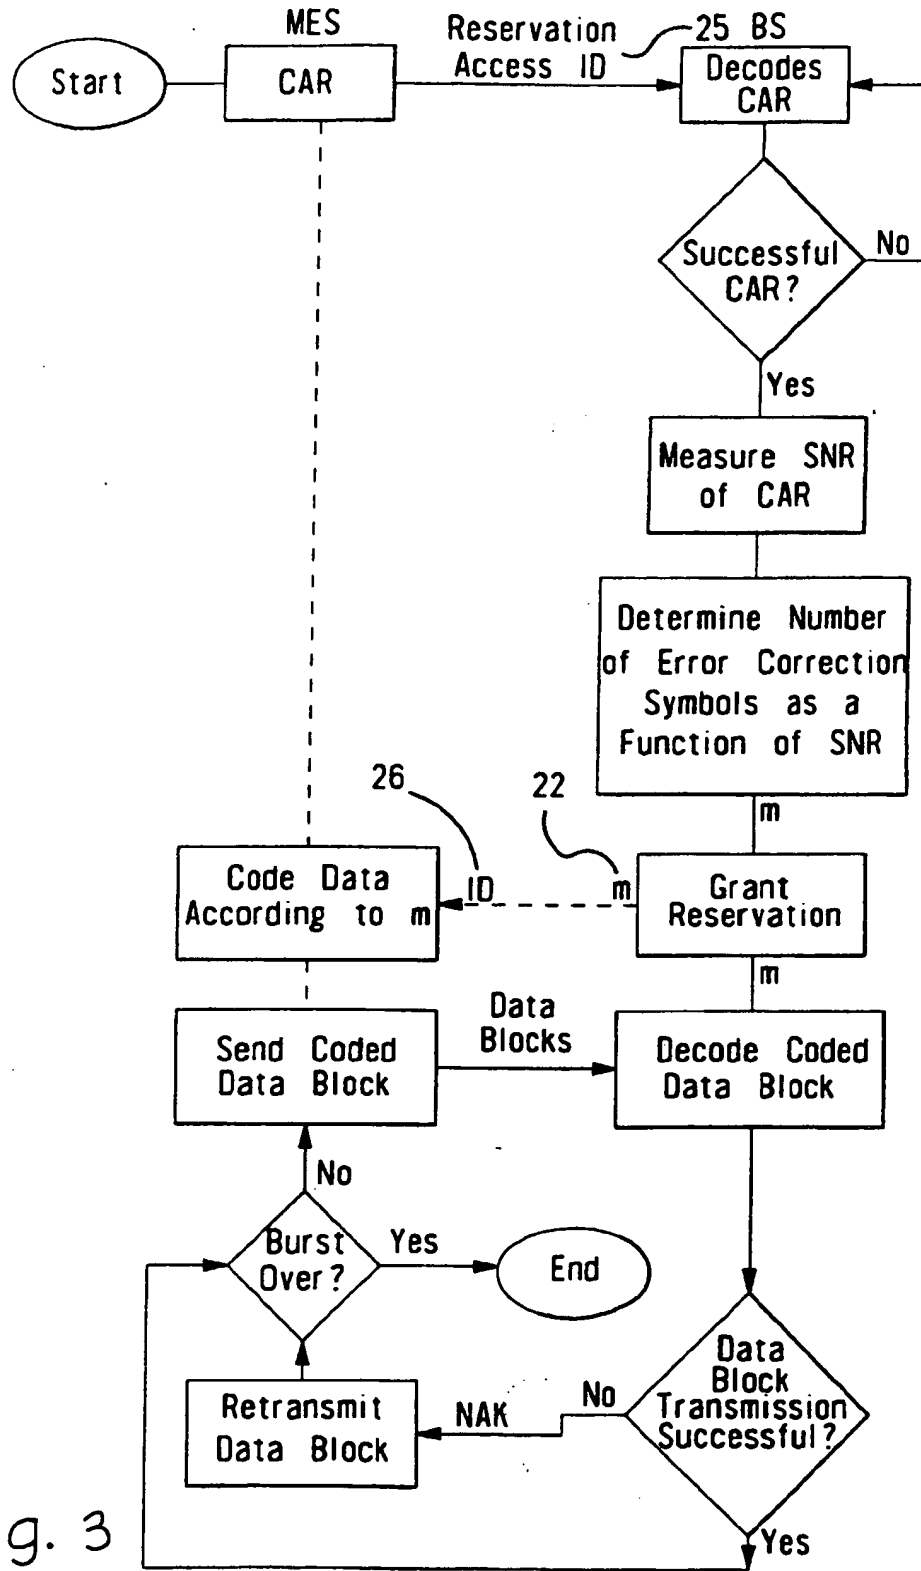 MES
Reservation
Access ID
25 BS
Start
CAR
Decodes
CAR
Successful
CAR?
No
Yes
Measure SNR
of CAR
Determine Number
of Error Correction
Symbols as a
Function of SNR
m
26
22
Code Data
According to m
ID
m
Grant
Reservation
m
Send Coded
Data Block
Data
Blocks
Decode Coded
Data Block
No
Burst
Over?
Yes
End
Data
Block
Transmission
Successful?
No
NAK
Retransmit
Data Block
Yes
g. 3